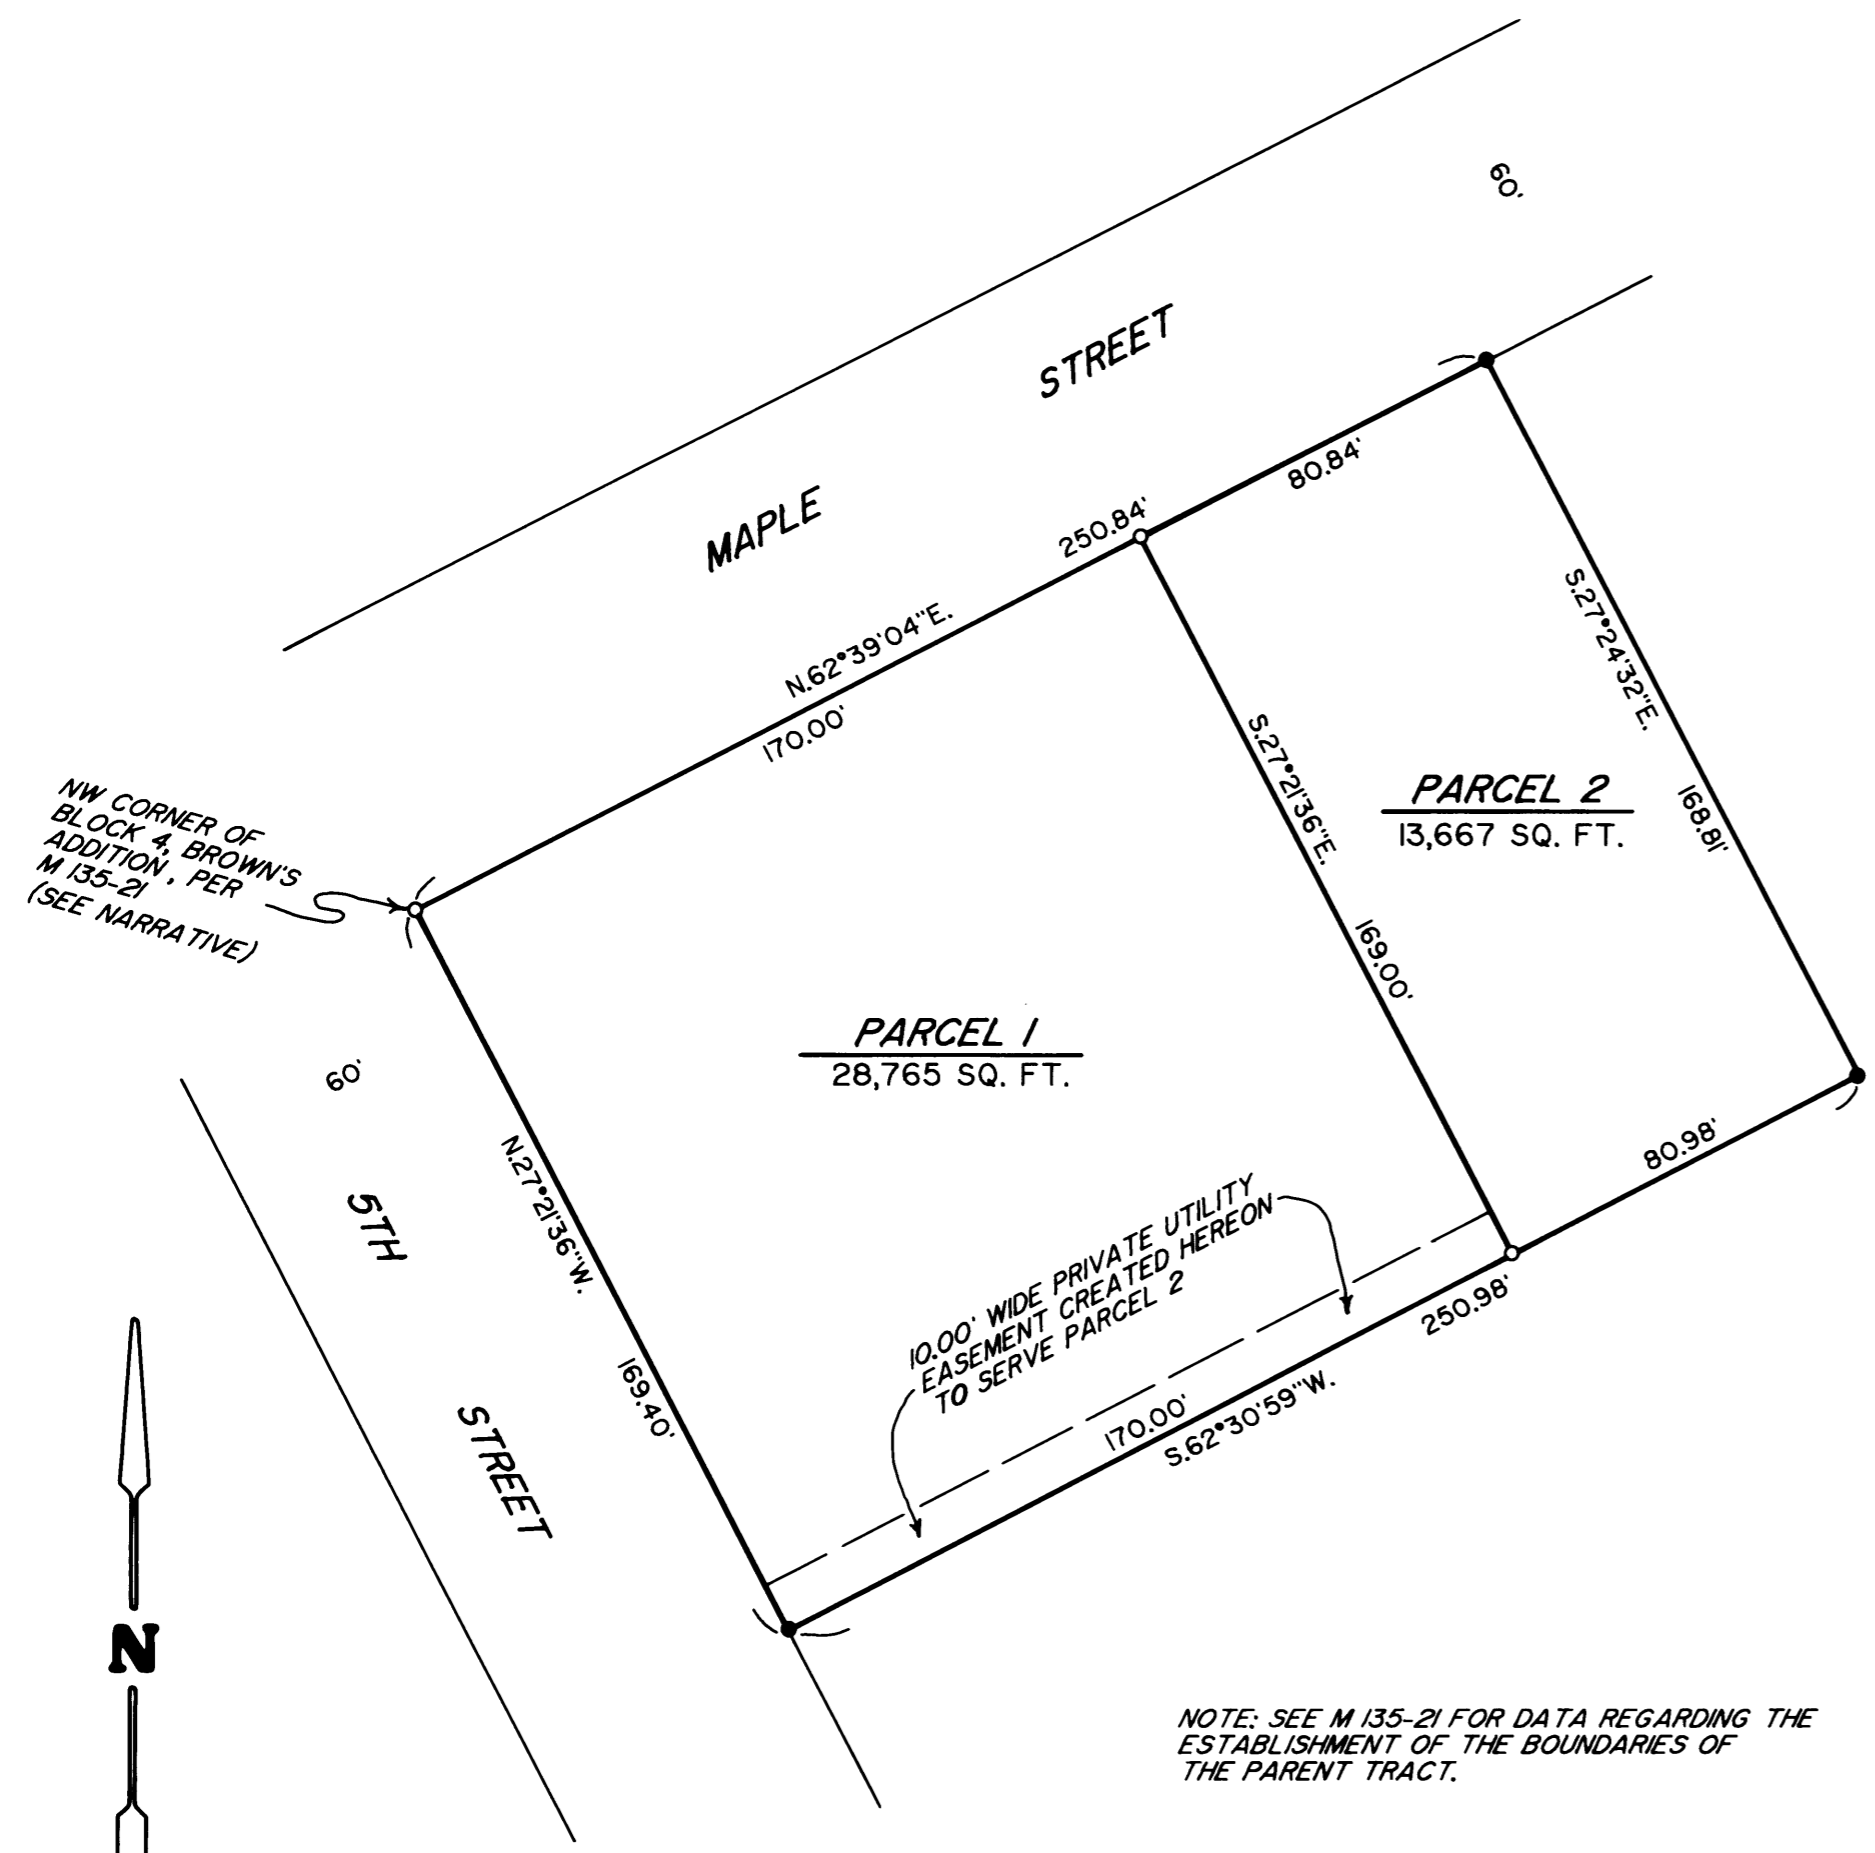 60'
MAPLE STREET
80.84'
250.84'
N.62°39'04"E.
170.00'
S.27°24'32"E.
168.81'
S.27°21'36"E.
169.00'
PARCEL 2
13,667 SQ. FT.
NW CORNER OF
BLOCK 4, BROWN'S
ADDITION, PER
M 135-21
(SEE NARRATIVE)
PARCEL 1
28,765 SQ. FT.
60'
5TH STREET
N.27°21'36"W.
169.40'
80.98'
10.00' WIDE PRIVATE UTILITY
EASEMENT CREATED HEREON
TO SERVE PARCEL 2
250.98'
170.00'
S.62°30'59"W.
N
NOTE: SEE M 135-21 FOR DATA REGARDING THE
ESTABLISHMENT OF THE BOUNDARIES OF
THE PARENT TRACT.